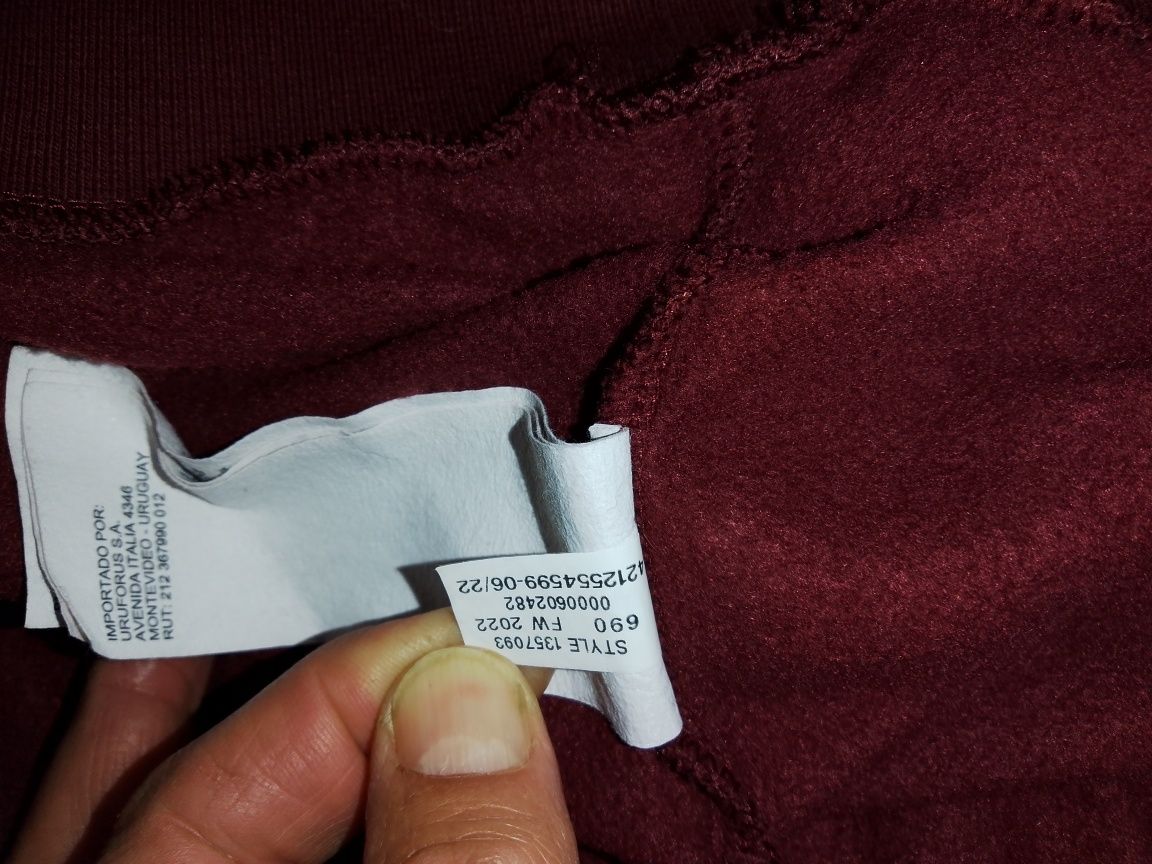 IMPORTADO POR:
URUFORUS S.A.
AVENIDA ITALIA 4346
MONTEVIDEO - URUGUAY
RUT: 212 367990 012
STYLE 1357093
690 FW 2022
0000602482
4212554599-06/22